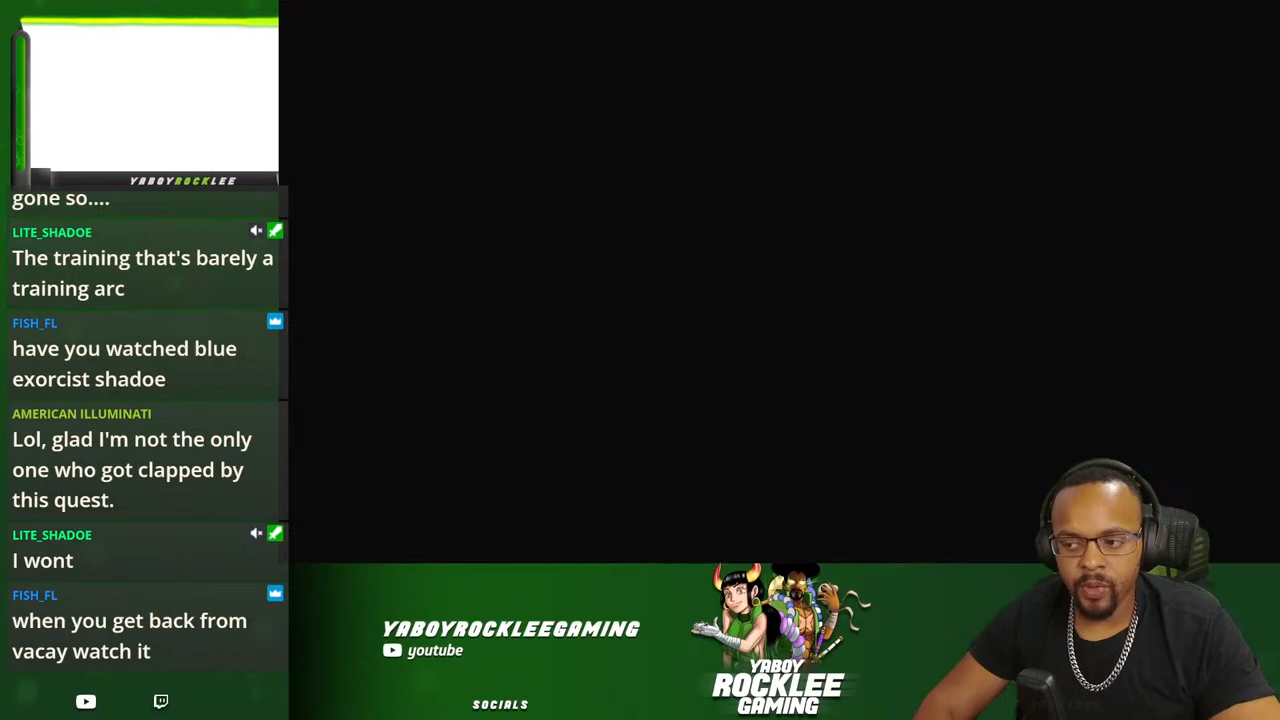 YABOYROCKLEE
gone so....
LITE_SHADOE
The training that's barely a
training arc
FISH_FL
have you watched blue
exorcist shadoe
AMERICAN ILLUMINATI
Lol, glad I'm not the only
one who got clapped by
this quest.
LITE_SHADOE
I wont
FISH_FL
when you get back from
vacay watch it
YABOYROCKLEEGAMING
youtube
SOCIALS
YABOY
ROCKLEE
GAMING